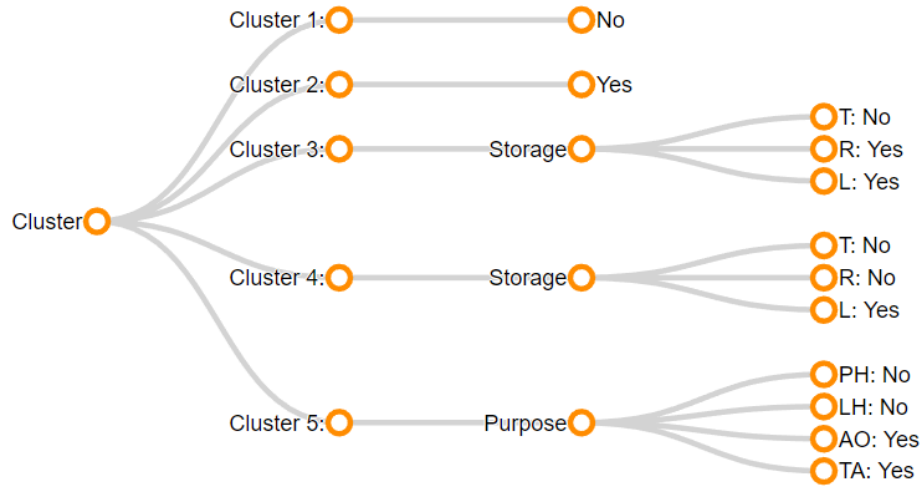 Cluster
Cluster 1:
No
Cluster 2:
Yes
Cluster 3:
Storage
T: No
R: Yes
L: Yes
Cluster 4:
Storage
T: No
R: No
L: Yes
Cluster 5:
Purpose
PH: No
LH: No
AO: Yes
TA: Yes